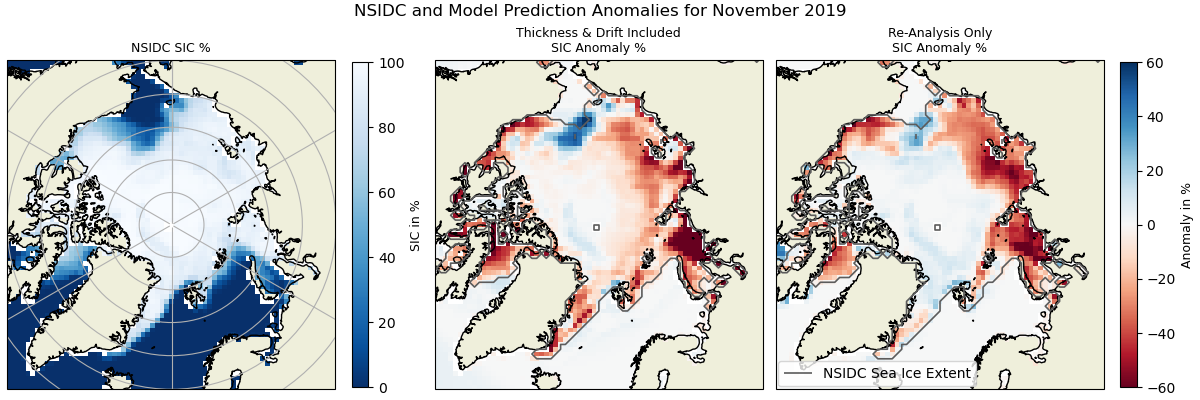 NSIDC and Model Prediction Anomalies for November 2019
NSIDC SIC %
Thickness & Drift Included
SIC Anomaly %
Re-Analysis Only
SIC Anomaly %
100
80
60
40
20
0
SIC in %
NSIDC Sea Ice Extent
60
40
20
0
−20
−40
−60
Anomaly in %